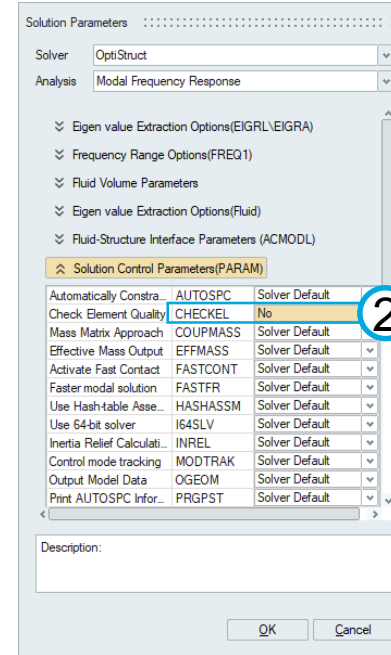 Solution Parameters
Solver OptiStruct
Analysis Modal Frequency Response
Eigen value Extraction Options(EIGRL\EIGRA)
Frequency Range Options(FREQ1)
Fluid Volume Parameters
Eigen value Extraction Options(Fluid)
Fluid-Structure Interface Parameters (ACMODL)
Solution Control Parameters(PARAM)
Automatically Constra... AUTOSPC Solver Default
Check Element Quality CHECKEL No 2
Mass Matrix Approach COUPMASS Solver Default
Effective Mass Output EFFMASS Solver Default
Activate Fast Contact FASTCONT Solver Default
Faster modal solution FASTFR Solver Default
Use Hash-table Asse... HASHASSM Solver Default
Use 64-bit solver I64SLV Solver Default
Inertia Relief Calculati... INREL Solver Default
Control mode tracking MODTRAK Solver Default
Output Model Data OGEOM Solver Default
Print AUTOSPC Infor... PRGPST Solver Default
Description:
OK Cancel